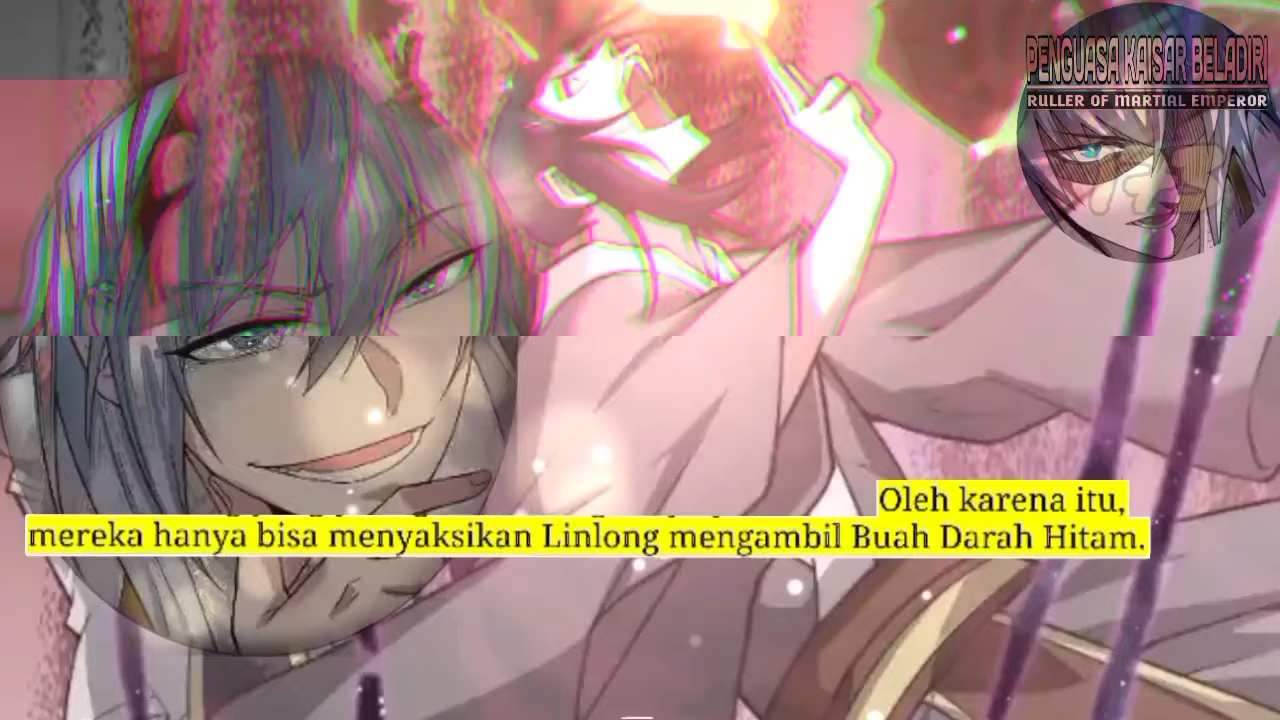 PENGUASA KAISAR BELADIRI
RULLER OF MARTIAL EMPEROR
Oleh karena itu,
mereka hanya bisa menyaksikan Linlong mengambil Buah Darah Hitam.